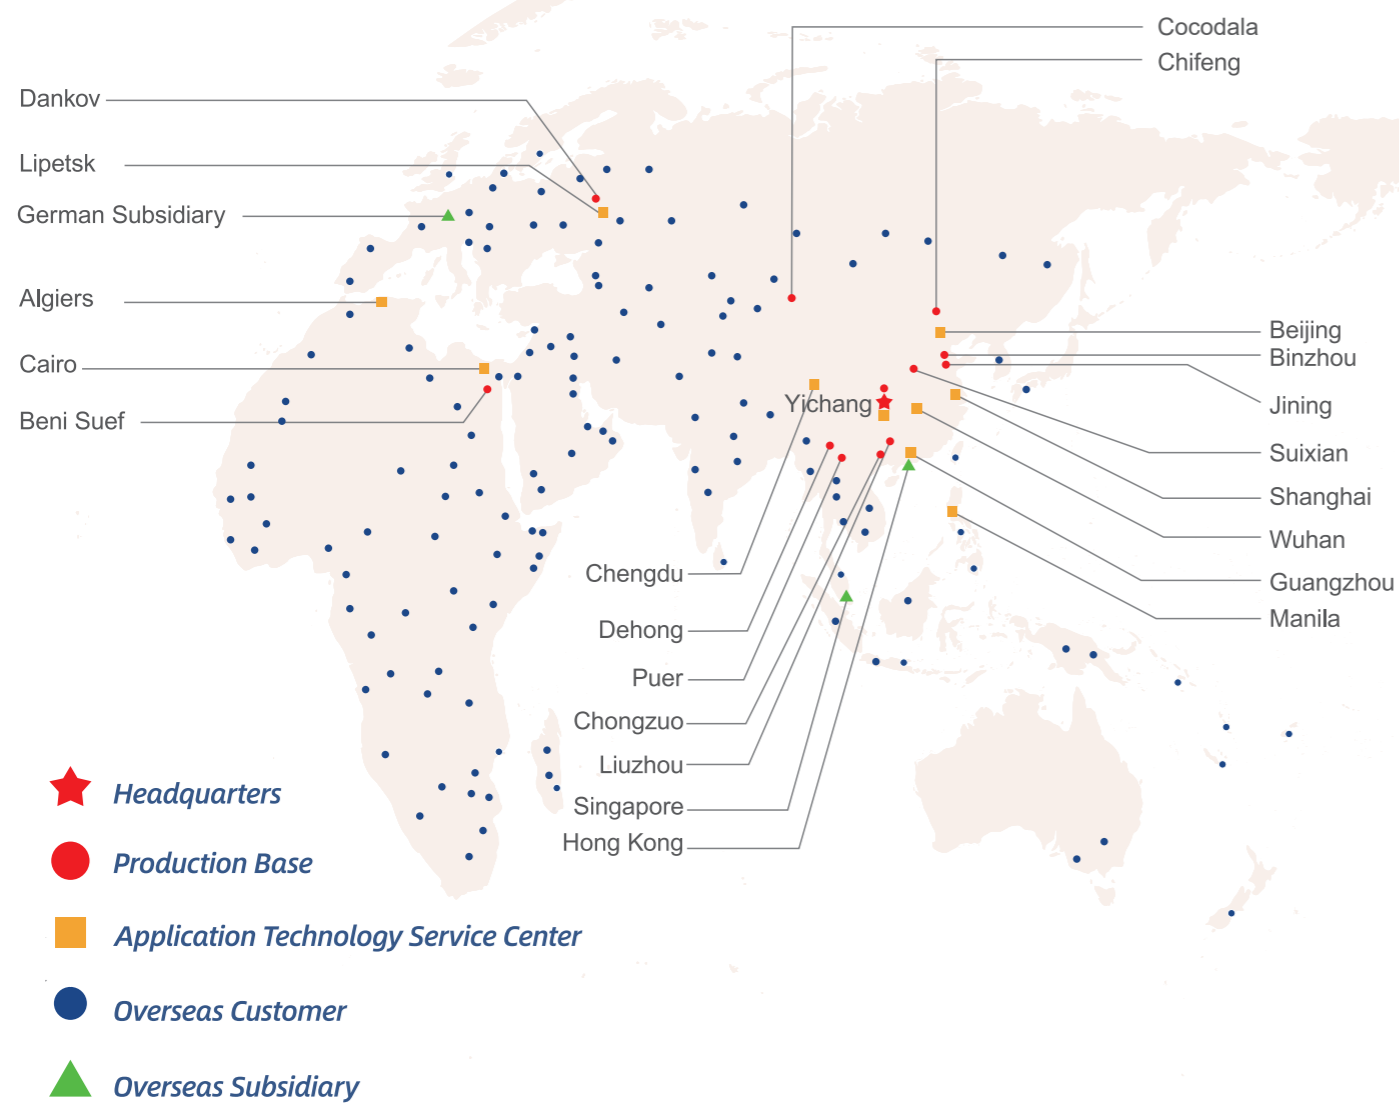 Cocodala
Chifeng
Dankov
Lipetsk
German Subsidiary
Algiers
Cairo
Beni Suef
Beijing
Binzhou
Jining
Yichang
Suixian
Shanghai
Wuhan
Guangzhou
Manila
Chengdu
Dehong
Puer
Chongzuo
Liuzhou
Singapore
Hong Kong
Headquarters
Production Base
Application Technology Service Center
Overseas Customer
Overseas Subsidiary